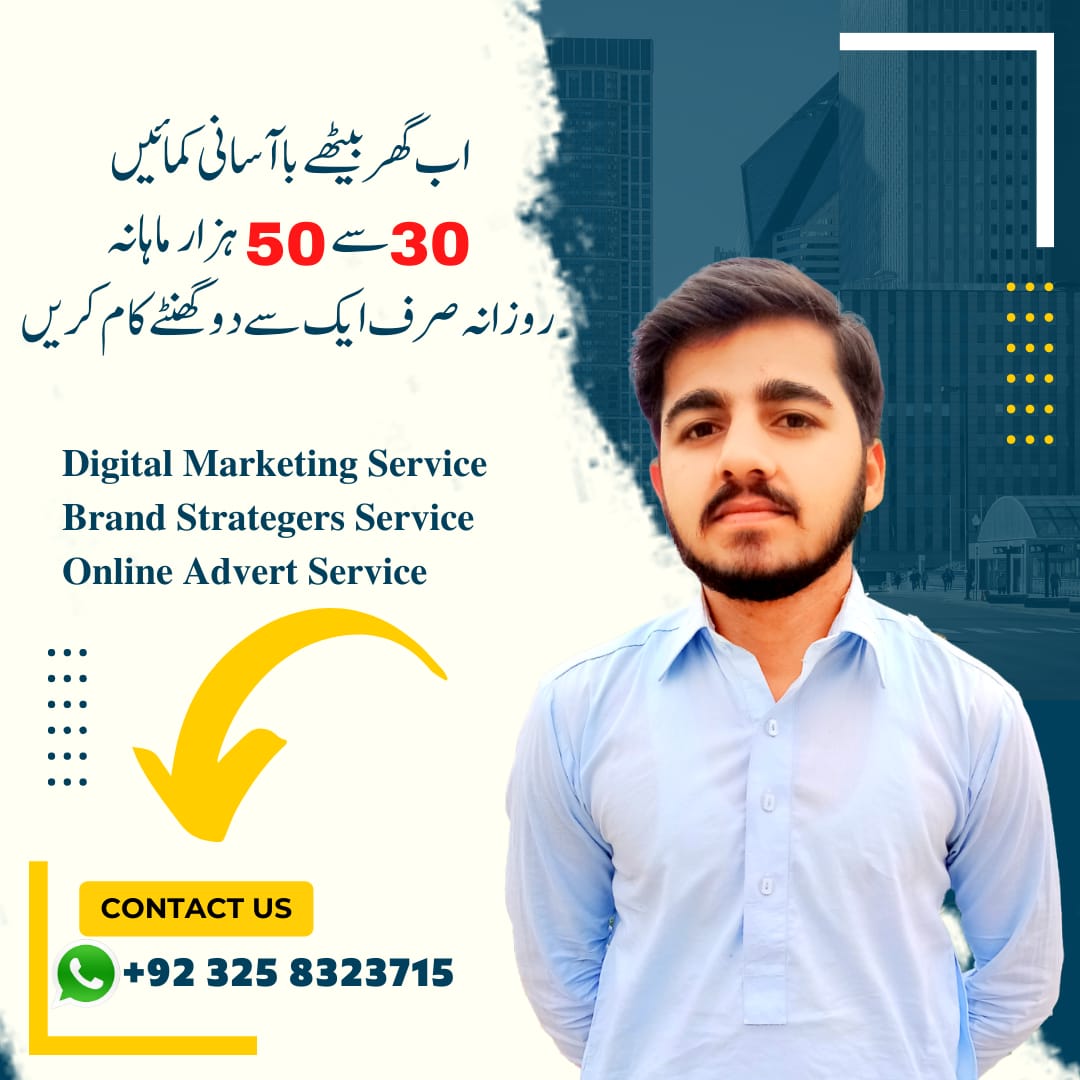 اب گھر بیٹھے باآسانی کمائیں
30 سے 50 ہزار ماہانہ
روزانہ صرف ایک سے دو گھنٹے کام کریں
Digital Marketing Service
Brand Strategers Service
Online Advert Service
CONTACT US
+92 325 8323715